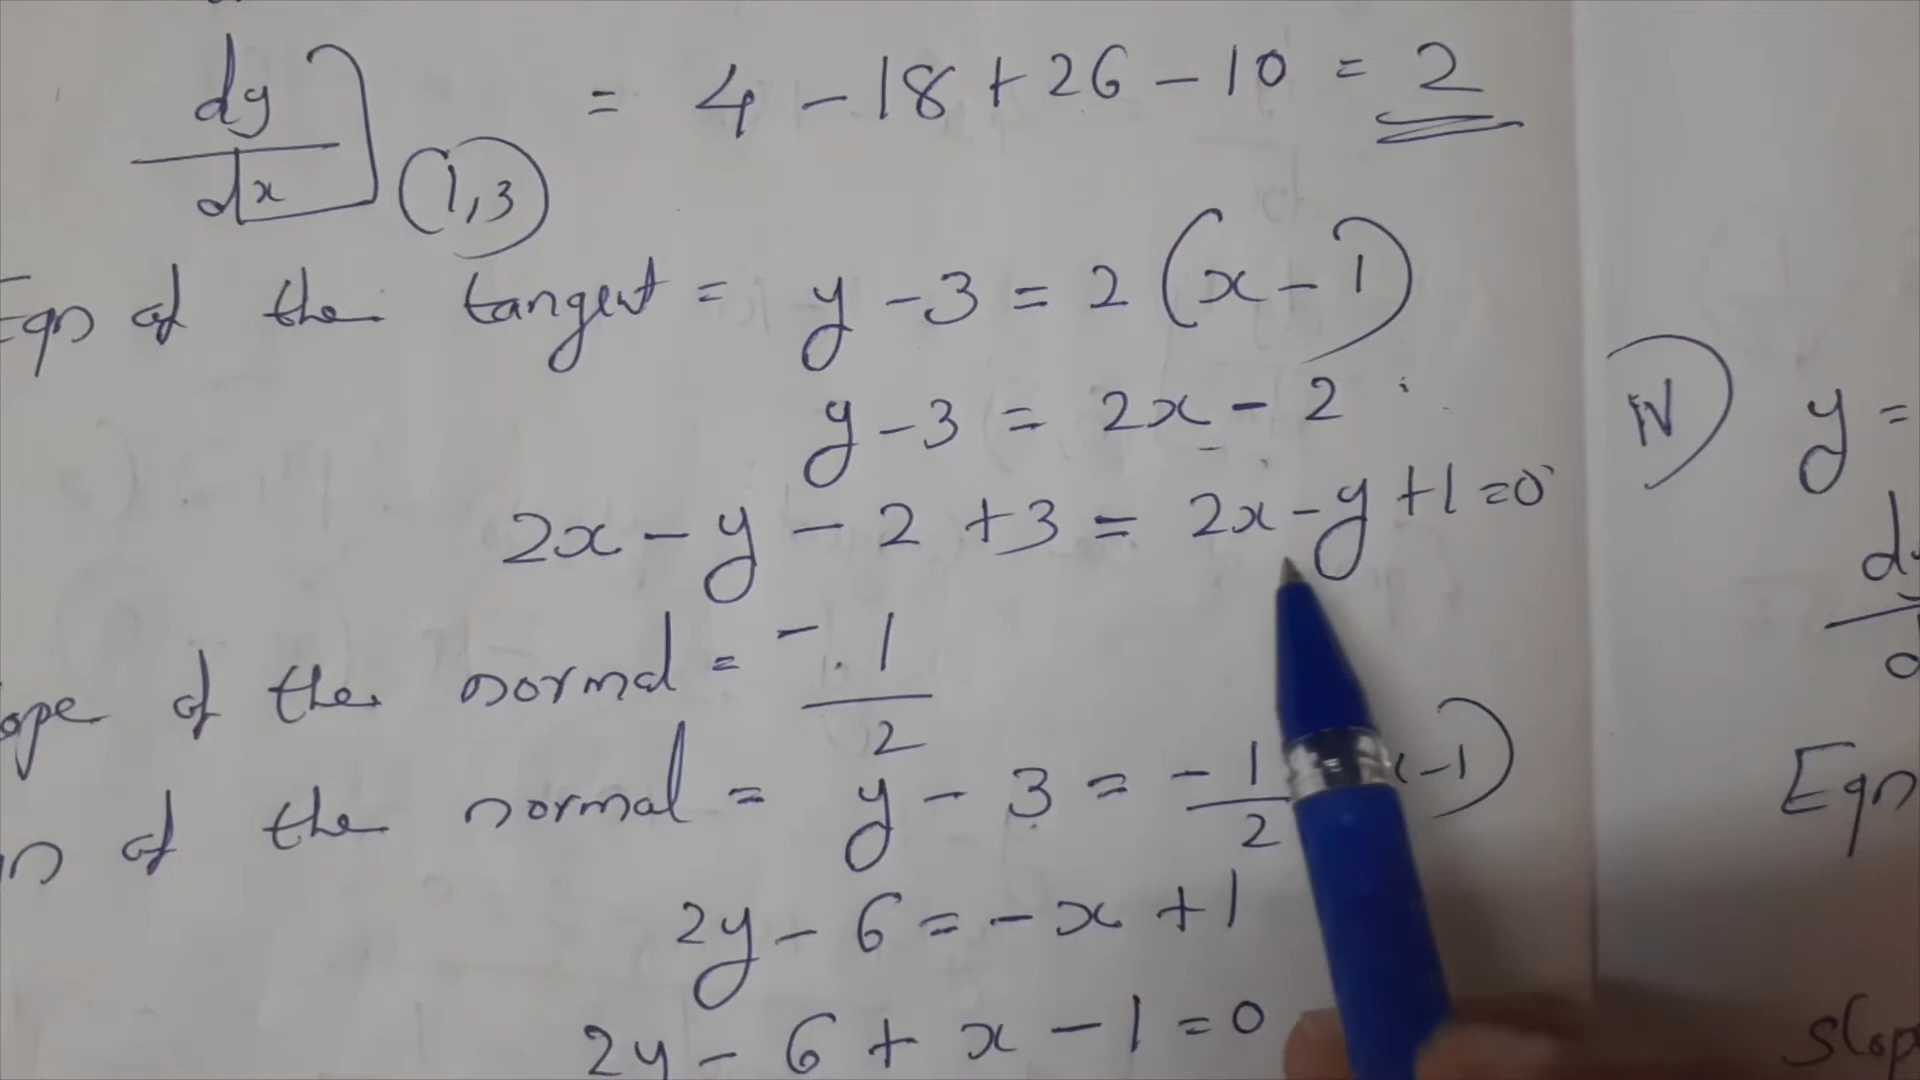 dy/dx](1,3) = 4 - 18 + 26 - 10 = 2
Eqn of the tangent = y - 3 = 2(x - 1)
y - 3 = 2x - 2
2x - y - 2 + 3 = 2x - y + 1 = 0
ope of the normal = -1/2
n of the normal = y - 3 = -1/2 x-1)
2y - 6 = -x + 1
2y - 6 + x - 1 = 0
IV) y =
d
Eqn
slop